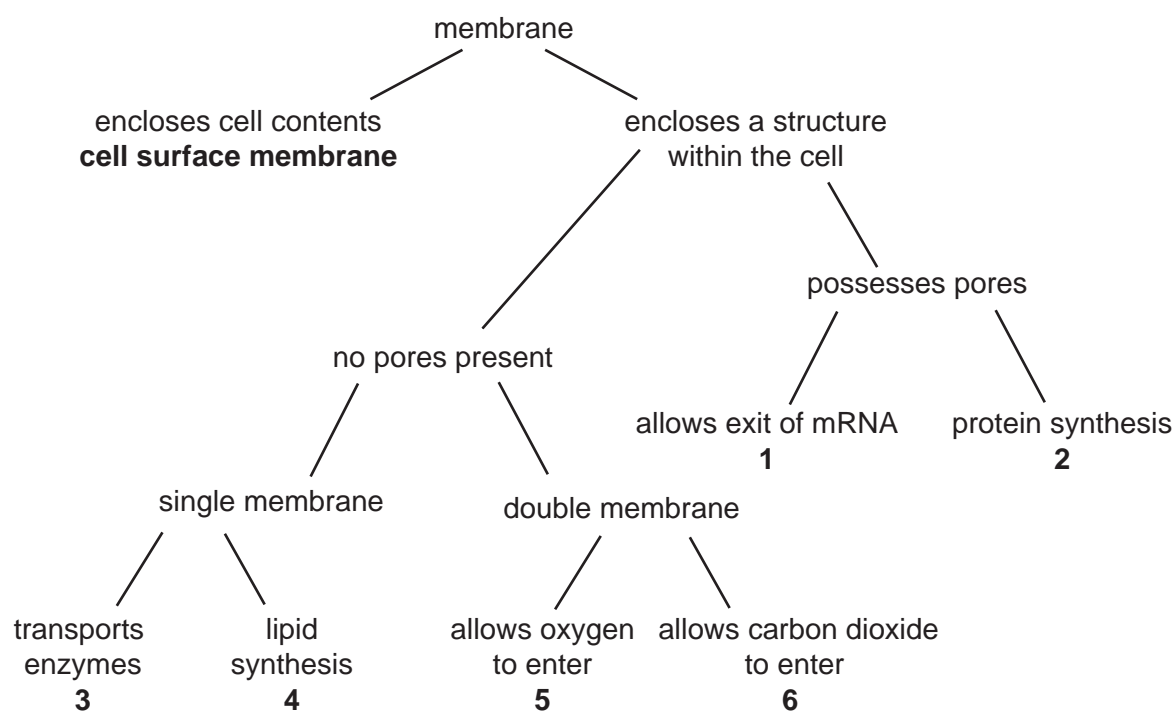 membrane
encloses cell contents
cell surface membrane
encloses a structure
within the cell
possesses pores
no pores present
allows exit of mRNA
1
protein synthesis
2
single membrane
double membrane
transports
enzymes
3
lipid
synthesis
4
allows oxygen
to enter
5
allows carbon dioxide
to enter
6